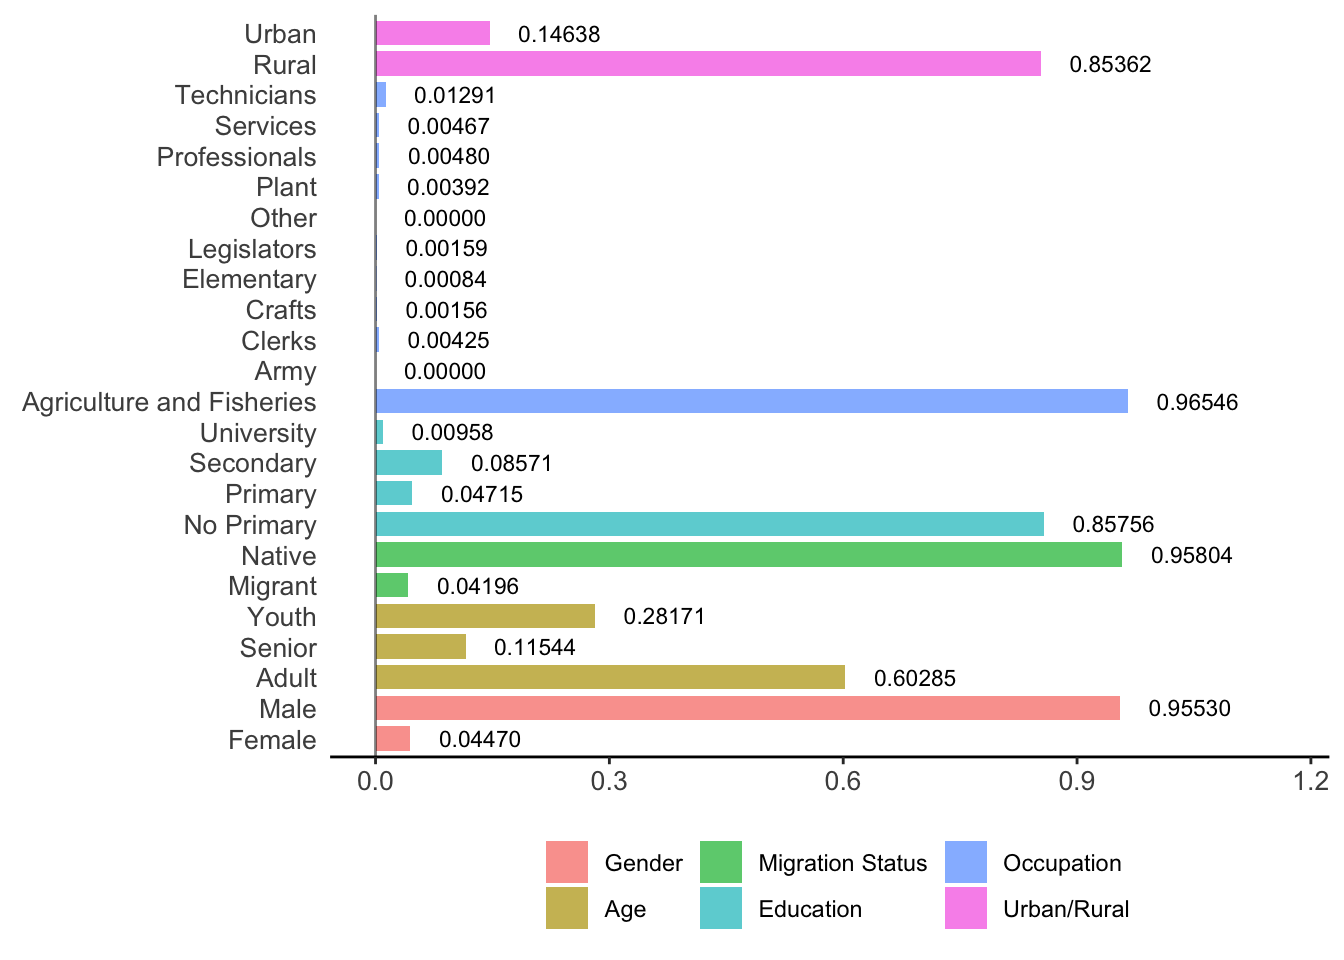 Urban 0.14638
Rural 0.85362
Technicians 0.01291
Services 0.00467
Professionals 0.00480
Plant 0.00392
Other 0.00000
Legislators 0.00159
Elementary 0.00084
Crafts 0.00156
Clerks 0.00425
Army 0.00000
Agriculture and Fisheries 0.96546
University 0.00958
Secondary 0.08571
Primary 0.04715
No Primary 0.85756
Native 0.95804
Migrant 0.04196
Youth 0.28171
Senior 0.11544
Adult 0.60285
Male 0.95530
Female 0.04470
0.0 0.3 0.6 0.9 1.2
Gender Migration Status Occupation
Age Education Urban/Rural